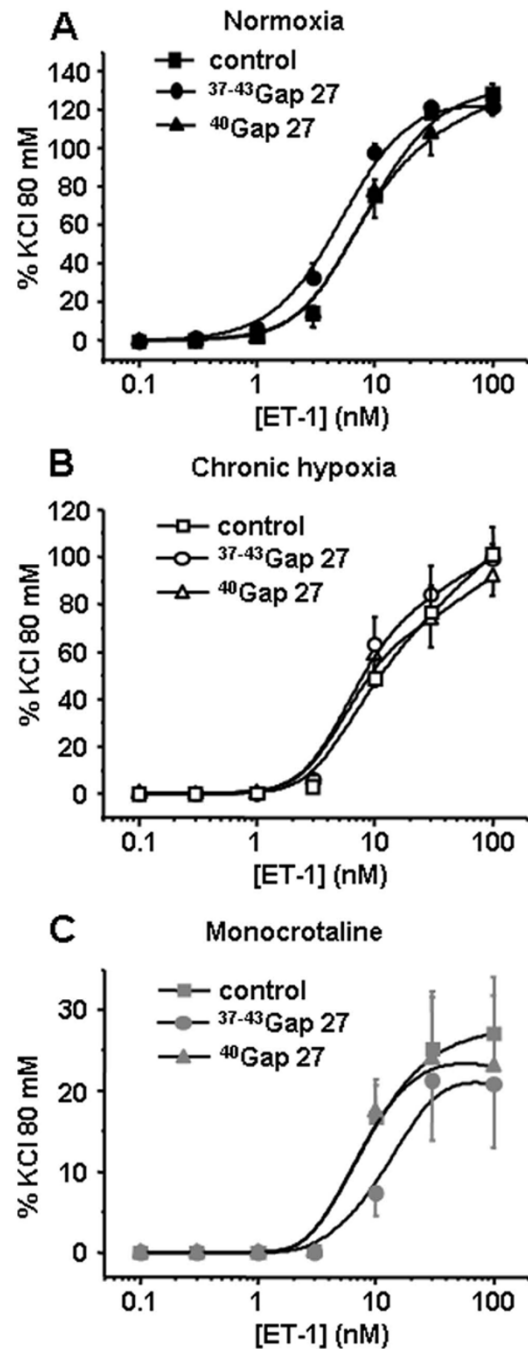 A Normoxia
control
37-43Gap 27
40Gap 27
140
120
100
80
60
40
20
0
% KCl 80 mM
0.1 1 10 100
[ET-1] (nM)
B Chronic hypoxia
control
37-43Gap 27
40Gap 27
120
100
80
60
40
20
0
% KCl 80 mM
0.1 1 10 100
[ET-1] (nM)
C Monocrotaline
control
37-43Gap 27
40Gap 27
30
20
10
0
% KCl 80 mM
0.1 1 10 100
[ET-1] (nM)